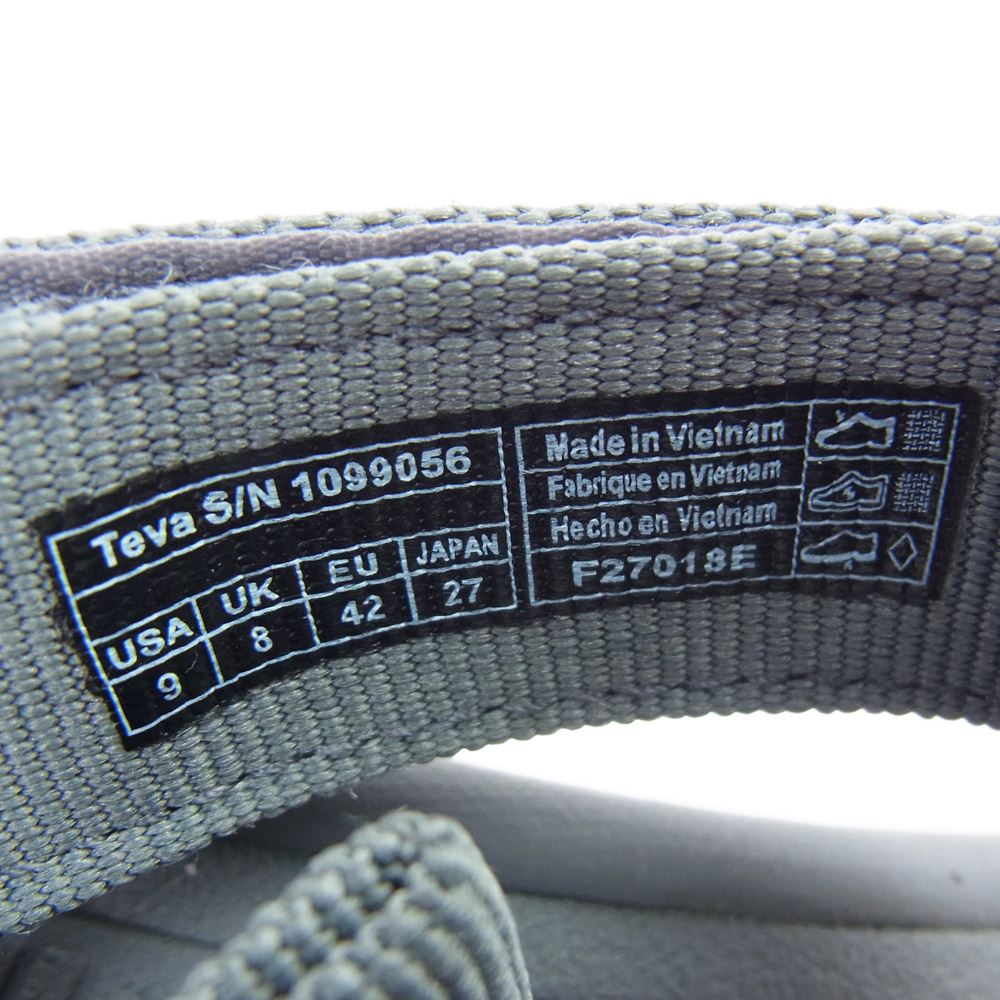 Teva S/N 1099056
USA UK EU JAPAN
9 8 42 27
Made in Vietnam
Fabrique en Vietnam
Hecho en Vietnam
F27018E